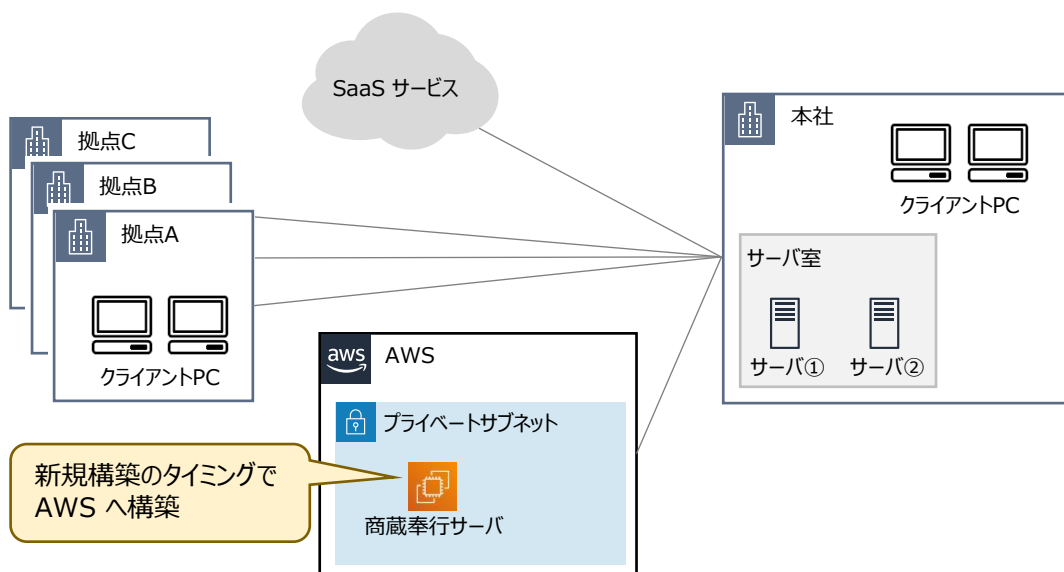 SaaS サービス
拠点C
拠点B
拠点A
クライアントPC
本社
クライアントPC
サーバ室
サーバ①
サーバ②
aws
AWS
プライベートサブネット
商蔵奉行サーバ
新規構築のタイミングで
AWS へ構築